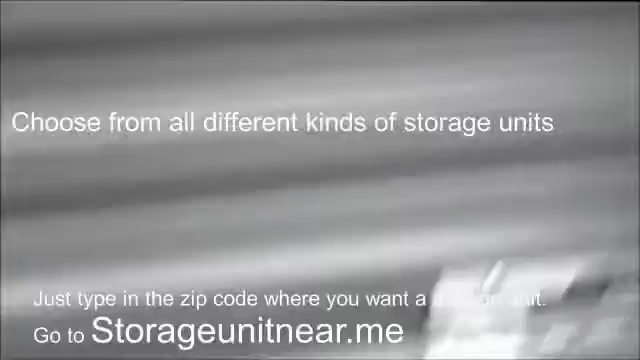 Choose from all different kinds of storage units
Just type in the zip code where you want a unit.
Go to Storageunitnear.me